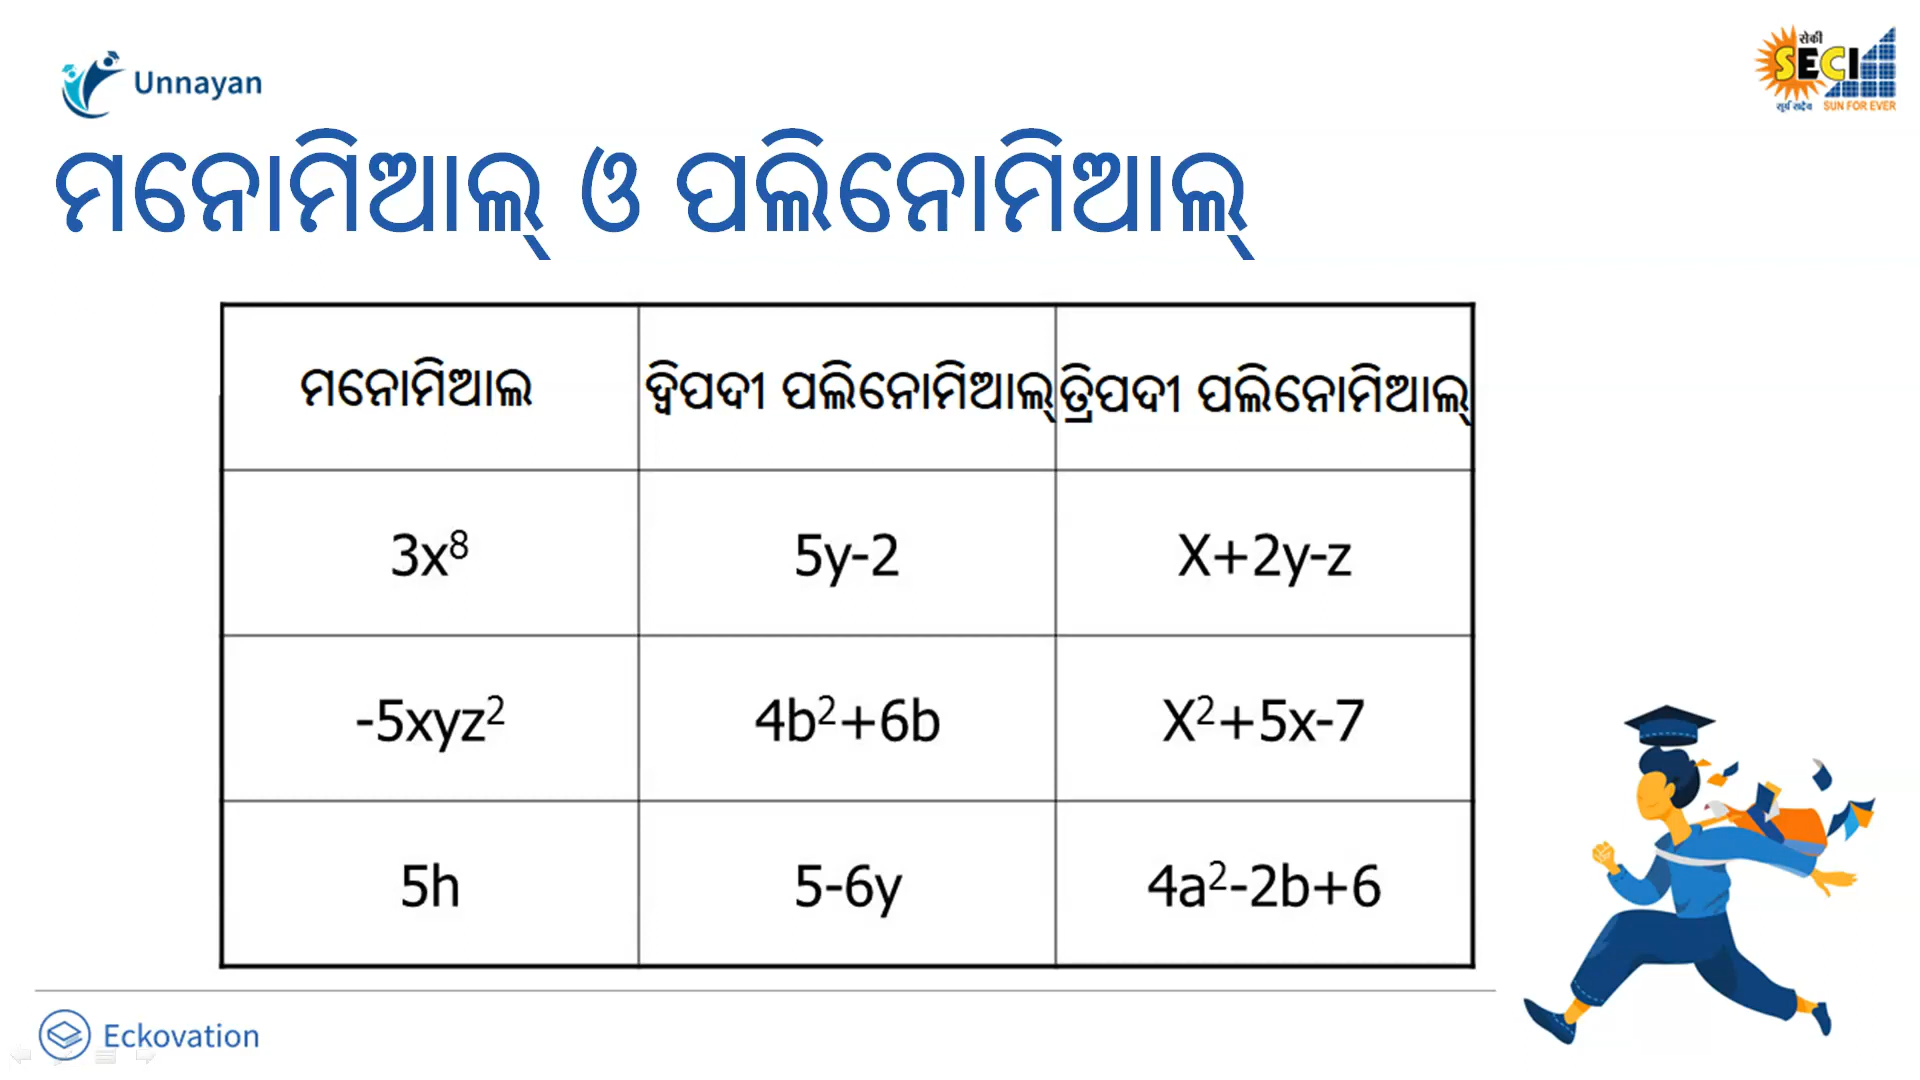 Unnayan
सेकी
SECI
सूर्य सदैव SUN FOR EVER
ମନୋମିଆଲ୍ ଓ ପଲିନୋମିଆଲ୍
ମନୋମିଆଲ ଦ୍ୱିପଦୀ ପଲିନୋମିଆଲ୍ ତ୍ରିପଦୀ ପଲିନୋମିଆଲ୍
3x⁸ 5y-2 X+2y-z
-5xyz² 4b²+6b X²+5x-7
5h 5-6y 4a²-2b+6
Eckovation